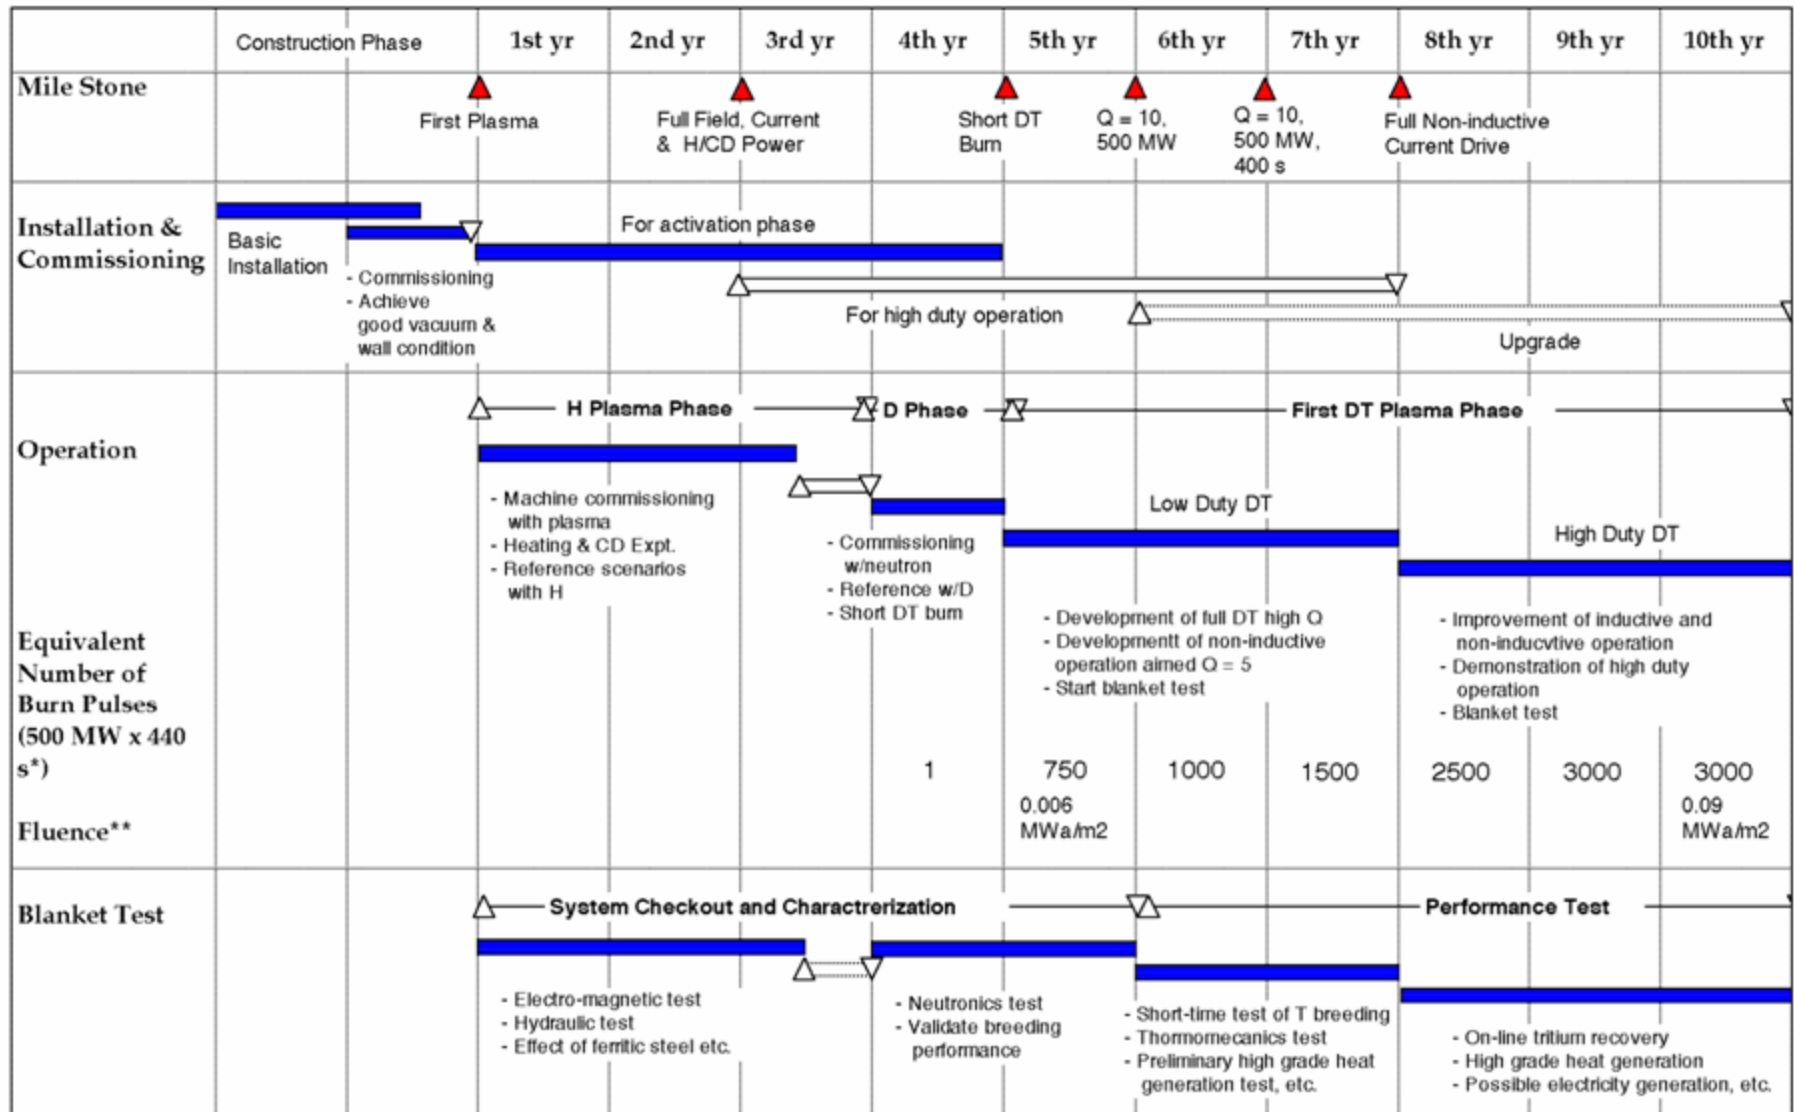 Construction Phase 1st yr 2nd yr 3rd yr 4th yr 5th yr 6th yr 7th yr 8th yr 9th yr 10th yr
Mile Stone
First Plasma
Full Field, Current
& H/CD Power
Short DT
Burn
Q = 10,
500 MW
Q = 10,
500 MW,
400 s
Full Non-inductive
Current Drive
Installation &
Commissioning
Basic
Installation
- Commissioning
- Achieve
good vacuum &
wall condition
For activation phase
For high duty operation
Upgrade
Operation
H Plasma Phase
D Phase
First DT Plasma Phase
- Machine commissioning
with plasma
- Heating & CD Expt.
- Reference scenarios
with H
- Commissioning
w/neutron
- Reference w/D
- Short DT burn
Low Duty DT
High Duty DT
- Development of full DT high Q
- Developmentt of non-inductive
operation aimed Q = 5
- Start blanket test
- Improvement of inductive and
non-inducvtive operation
- Demonstration of high duty
operation
- Blanket test
Equivalent
Number of
Burn Pulses
(500 MW x 440
s*)
1 750 1000 1500 2500 3000 3000
Fluence**
0.006
MWa/m2
0.09
MWa/m2
Blanket Test
System Checkout and Charactrerization
Performance Test
- Electro-magnetic test
- Hydraulic test
- Effect of ferritic steel etc.
- Neutronics test
- Validate breeding
performance
- Short-time test of T breeding
- Thormomecanics test
- Preliminary high grade heat
generation test, etc.
- On-line tritium recovery
- High grade heat generation
- Possible electricity generation, etc.